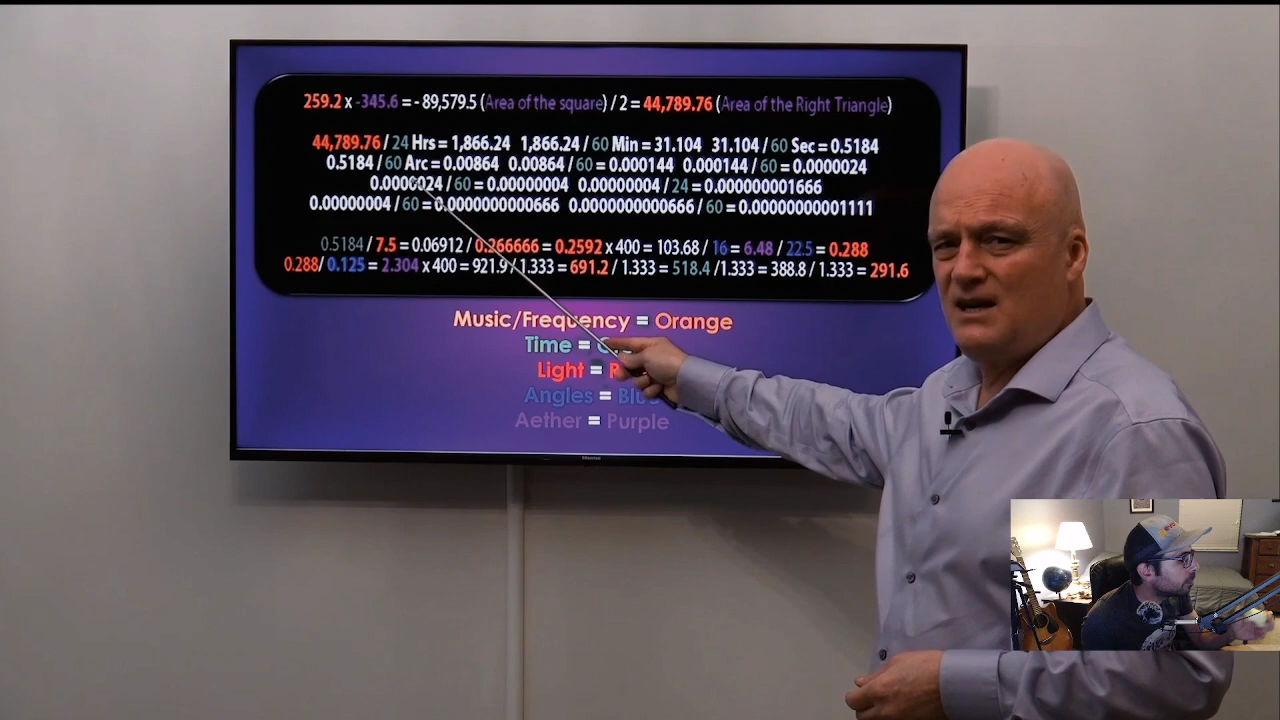 259.2 x -345.6 = - 89,579.5 (Area of the square) / 2 = 44,789.76 (Area of the Right Triangle)
44,789.76 / 24 Hrs = 1,866.24 1,866.24 / 60 Min = 31.104 31.104 / 60 Sec = 0.5184
0.5184 / 60 Arc = 0.00864 0.00864 / 60 = 0.000144 0.000144 / 60 = 0.0000024
0.0000024 / 60 = 0.00000004 0.00000004 / 24 = 0.000000001666
0.00000004 / 60 = 0.0000000000666 0.0000000000666 / 60 = 0.00000000001111
0.5184 / 7.5 = 0.06912 / 0.266666 = 0.2592 x 400 = 103.68 / 16 = 6.48 / 22.5 = 0.288
0.288/ 0.125 = 2.304 x 400 = 921.9 / 1.333 = 691.2 / 1.333 = 518.4 /1.333 = 388.8 / 1.333 = 291.6
Music/Frequency = Orange
Time =
Light =
Angles = Blue
Aether = Purple
Hisense